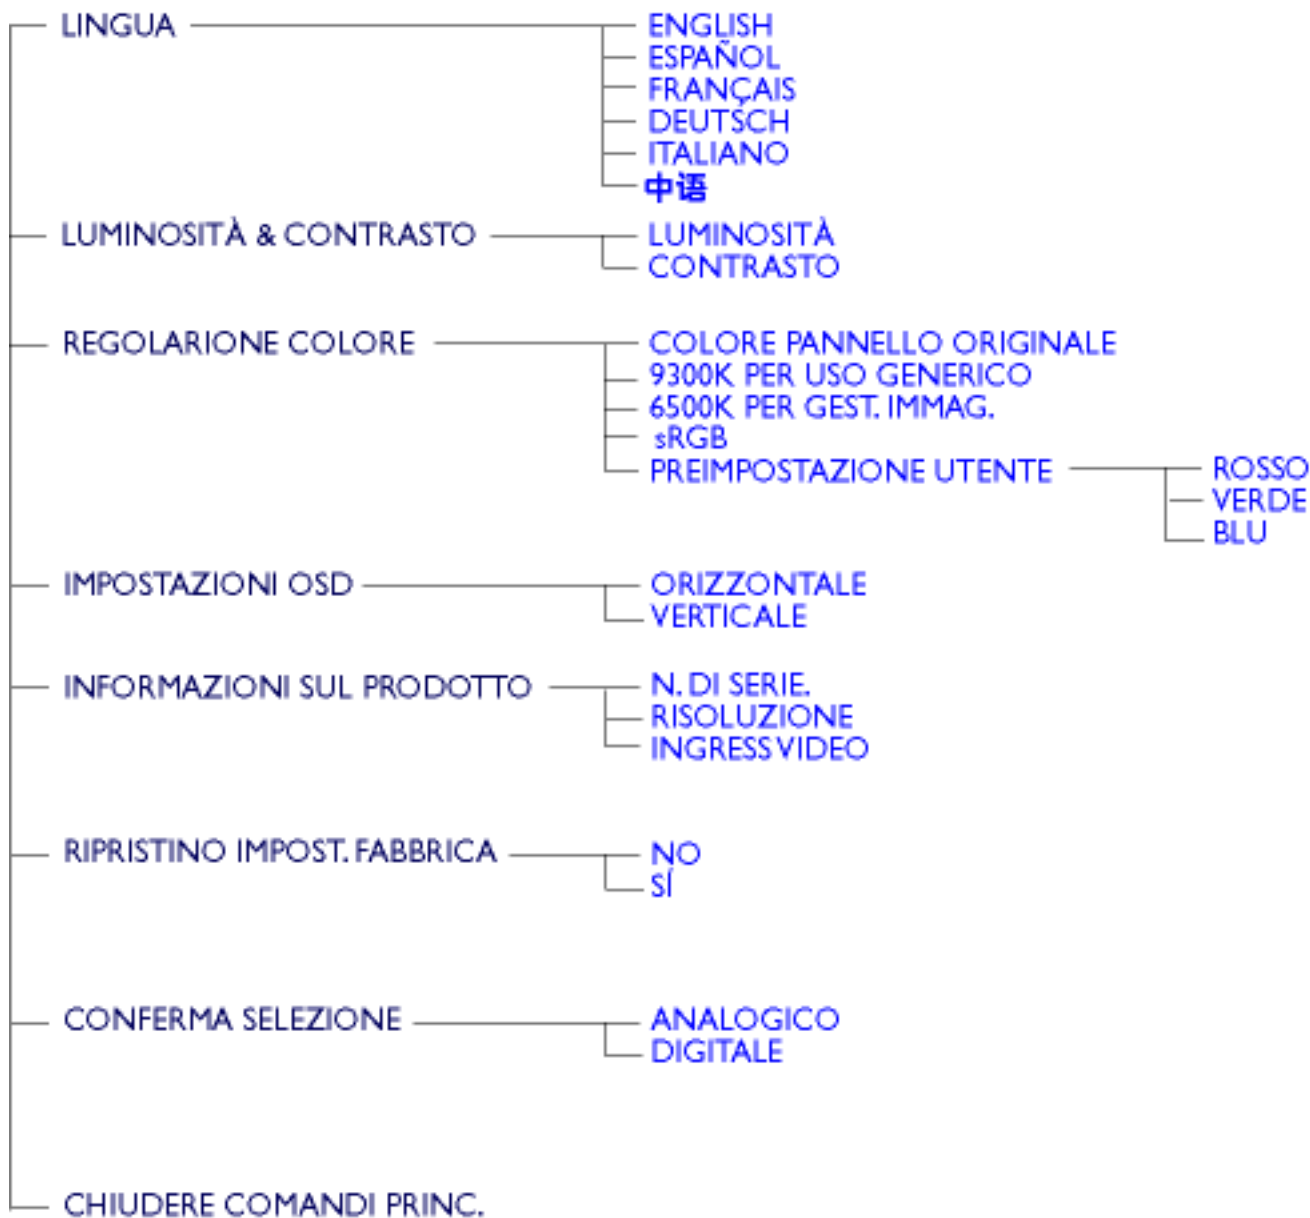 LINGUA
ENGLISH
ESPAÑOL
FRANÇAIS
DEUTSCH
ITALIANO
中语
LUMINOSITÀ & CONTRASTO
LUMINOSITÀ
CONTRASTO
REGOLARIONE COLORE
COLORE PANNELLO ORIGINALE
9300K PER USO GENERICO
6500K PER GEST. IMMAG.
sRGB
PREIMPOSTAZIONE UTENTE
ROSSO
VERDE
BLU
IMPOSTAZIONI OSD
ORIZZONTALE
VERTICALE
INFORMAZIONI SUL PRODOTTO
N. DI SERIE.
RISOLUZIONE
INGRESS VIDEO
RIPRISTINO IMPOST. FABBRICA
NO
SÍ
CONFERMA SELEZIONE
ANALOGICO
DIGITALE
CHIUDERE COMANDI PRINC.